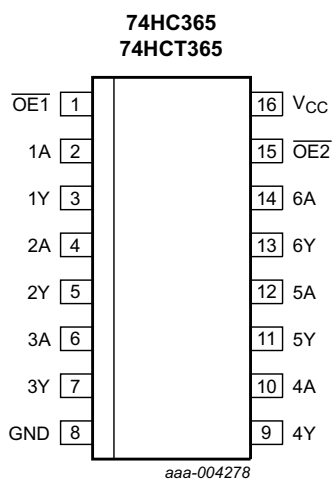 74HC365
74HCT365
OE1 1
1A 2
1Y 3
2A 4
2Y 5
3A 6
3Y 7
GND 8
16 VCC
15 OE2
14 6A
13 6Y
12 5A
11 5Y
10 4A
9 4Y
aaa-004278